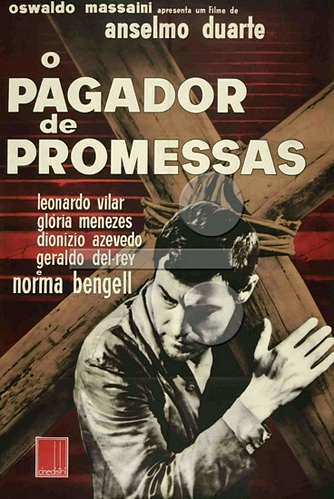 oswaldo massaini apresenta um filme de
anselmo duarte
O
PAGADOR
de
PROMESSAS
leonardo vilar
glória menezes
dionízio azevedo
geraldo del-rey
e
norma bengell
cinedistri